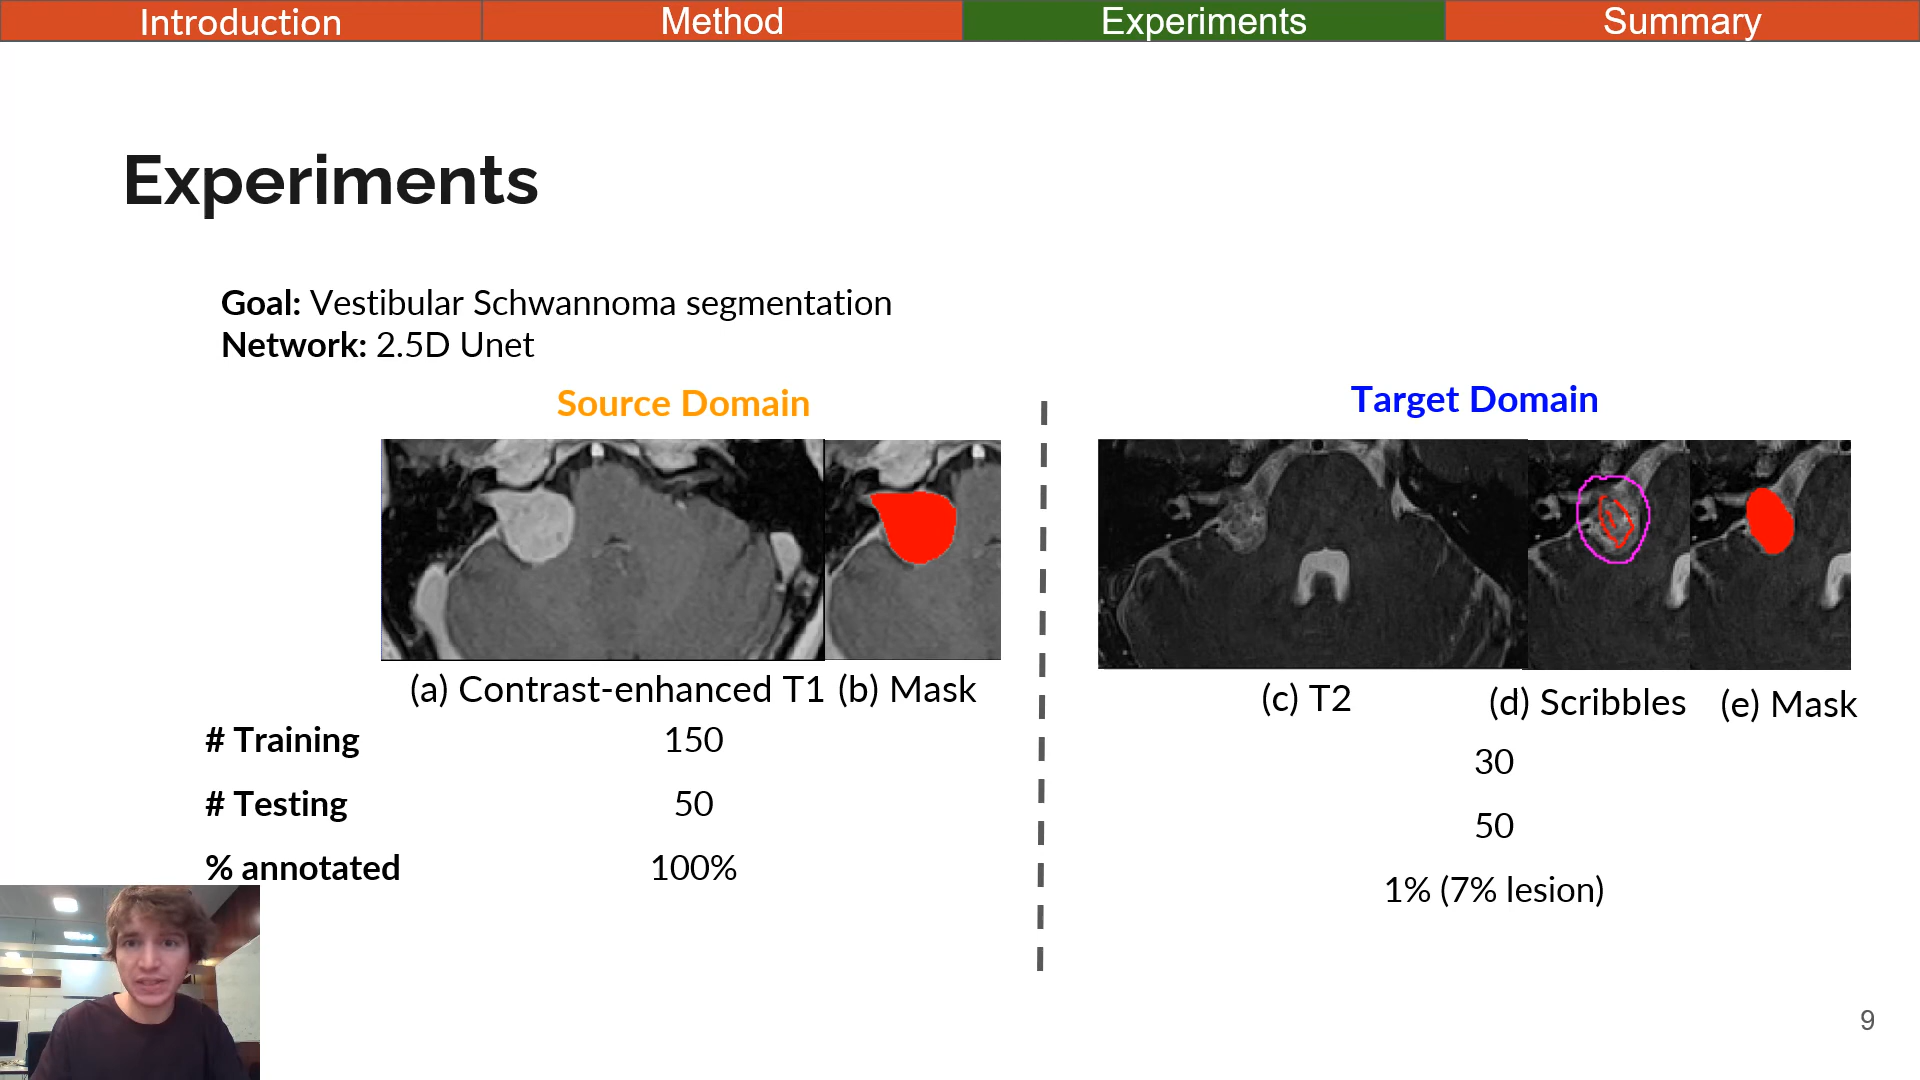 Introduction
Method
Experiments
Summary
Experiments
Goal: Vestibular Schwannoma segmentation
Network: 2.5D Unet
Source Domain
Target Domain
(a) Contrast-enhanced T1
(b) Mask
(c) T2
(d) Scribbles
(e) Mask
# Training 150 30
# Testing 50 50
% annotated 100% 1% (7% lesion)
9